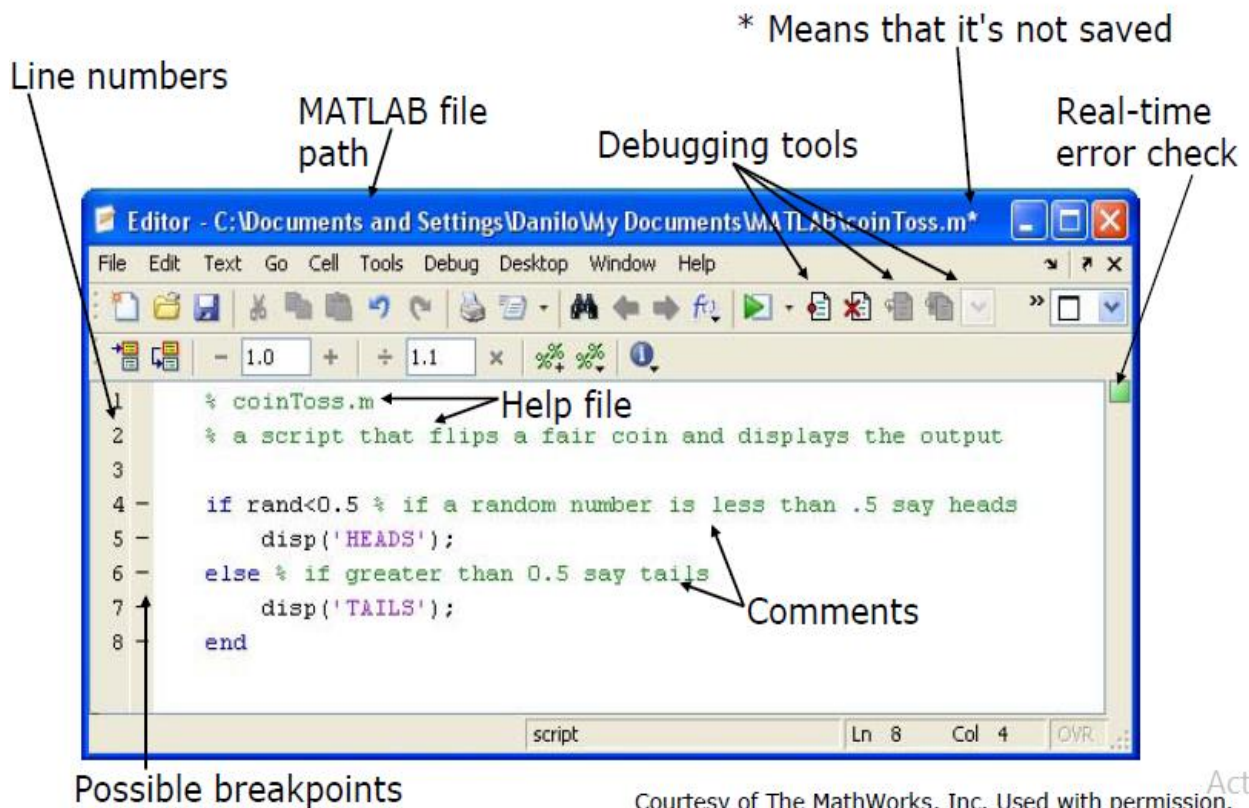 * Means that it's not saved
Line numbers
MATLAB file
path
Debugging tools
Real-time
error check
Editor - C:\Documents and Settings\Danilo\My Documents\MATLAB\coinToss.m*
File Edit Text Go Cell Tools Debug Desktop Window Help
- 1.0 + ÷ 1.1 ×
1 % coinToss.m
Help file
2 % a script that flips a fair coin and displays the output
3
4 - if rand<0.5 % if a random number is less than .5 say heads
5 - disp('HEADS');
6 - else % if greater than 0.5 say tails
7 - disp('TAILS');
Comments
8 - end
script Ln 8 Col 4 OVR
Possible breakpoints
Act
Courtesy of The MathWorks, Inc. Used with permission.